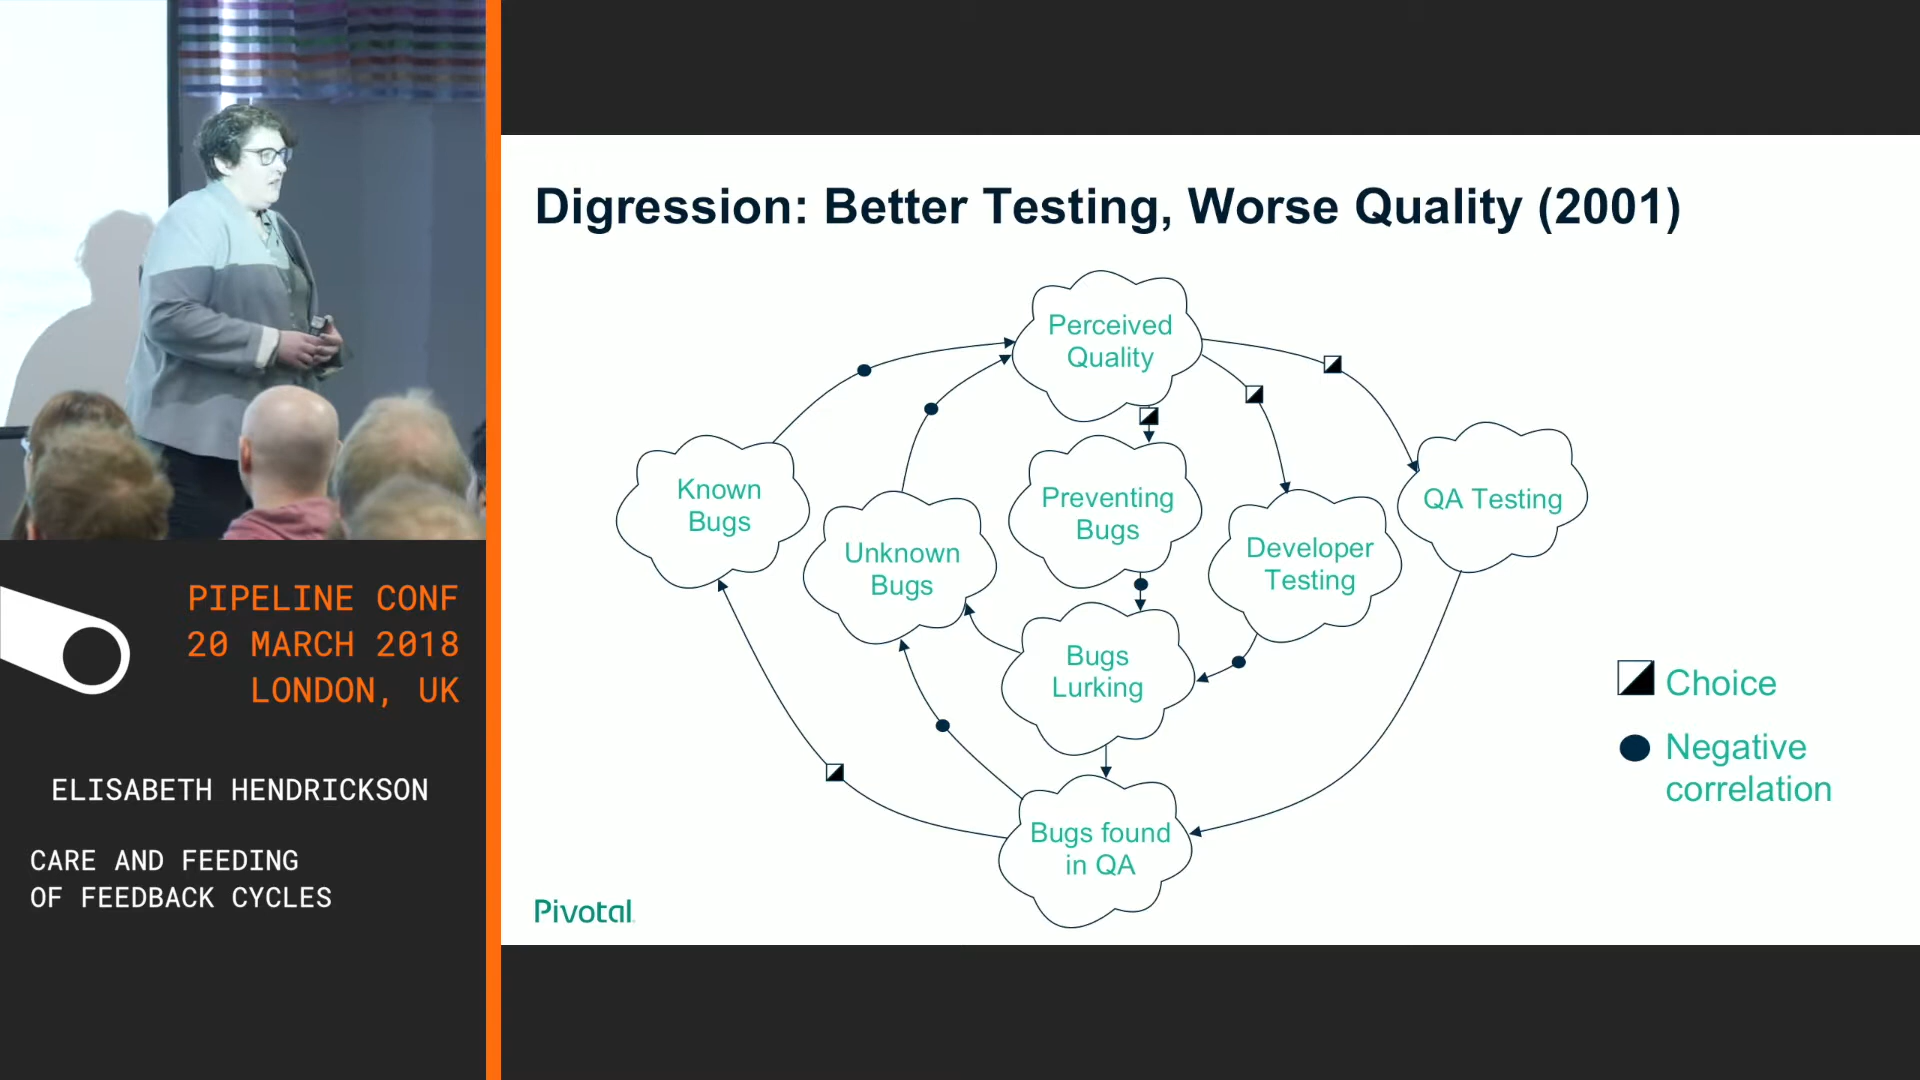 Digression: Better Testing, Worse Quality (2001)
Perceived
Quality
Known
Bugs
Unknown
Bugs
Preventing
Bugs
Developer
Testing
QA Testing
Bugs
Lurking
Bugs found
in QA
Choice
Negative
correlation
Pivotal
PIPELINE CONF
20 MARCH 2018
LONDON, UK
ELISABETH HENDRICKSON
CARE AND FEEDING
OF FEEDBACK CYCLES